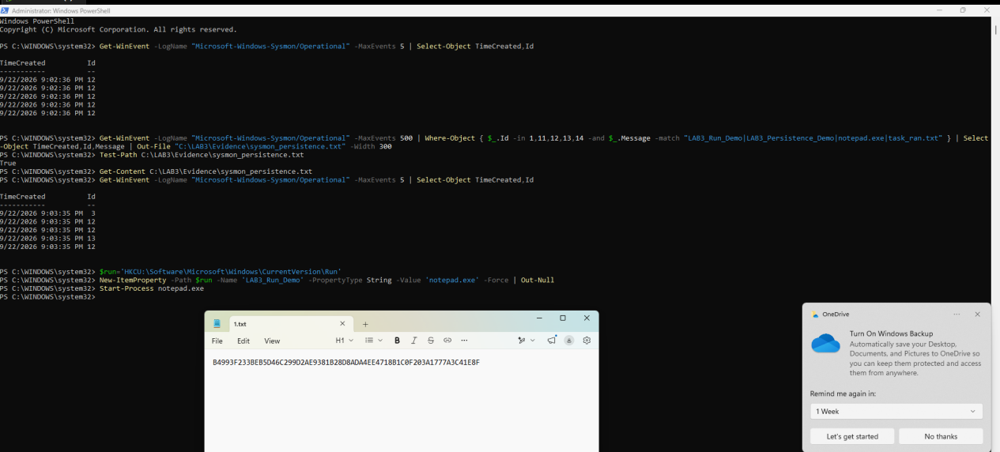 Administrator: Windows PowerShell
Windows PowerShell
Copyright (C) Microsoft Corporation. All rights reserved.
PS C:\WINDOWS\system32> Get-WinEvent -LogName "Microsoft-Windows-Sysmon/Operational" -MaxEvents 5 | Select-Object TimeCreated,Id
TimeCreated Id
----------- --
9/22/2026 9:02:36 PM 12
9/22/2026 9:02:36 PM 12
9/22/2026 9:02:36 PM 12
9/22/2026 9:02:36 PM 12
9/22/2026 9:02:36 PM 12
PS C:\WINDOWS\system32> Get-WinEvent -LogName "Microsoft-Windows-Sysmon/Operational" -MaxEvents 500 | Where-Object { $_.Id -in 1,11,12,13,14 -and $_.Message -match "LAB3_Run_Demo|LAB3_Persistence_Demo|notepad.exe|task_ran.txt" } | Select
-Object TimeCreated,Id,Message | Out-File "C:\LAB3\Evidence\sysmon_persistence.txt" -Width 300
PS C:\WINDOWS\system32> Test-Path C:\LAB3\Evidence\sysmon_persistence.txt
True
PS C:\WINDOWS\system32> Get-Content C:\LAB3\Evidence\sysmon_persistence.txt
PS C:\WINDOWS\system32> Get-WinEvent -LogName "Microsoft-Windows-Sysmon/Operational" -MaxEvents 5 | Select-Object TimeCreated,Id
TimeCreated Id
----------- --
9/22/2026 9:03:35 PM 3
9/22/2026 9:03:35 PM 12
9/22/2026 9:03:35 PM 12
9/22/2026 9:03:35 PM 13
9/22/2026 9:03:35 PM 12
PS C:\WINDOWS\system32> $run='HKCU:\Software\Microsoft\Windows\CurrentVersion\Run'
PS C:\WINDOWS\system32> New-ItemProperty -Path $run -Name 'LAB3_Run_Demo' -PropertyType String -Value 'notepad.exe' -Force | Out-Null
PS C:\WINDOWS\system32> Start-Process notepad.exe
PS C:\WINDOWS\system32>
1.txt
File Edit View H1 B I S
B4993F233BEB5D46C299D2AE9381B28D8ADA4EE4718B1C0F203A1777A3C41E8F
OneDrive
Turn On Windows Backup
Automatically save your Desktop,
Documents, and Pictures to OneDrive so
you can keep them protected and access
them from anywhere.
Remind me again in:
1 Week
Let's get started No thanks